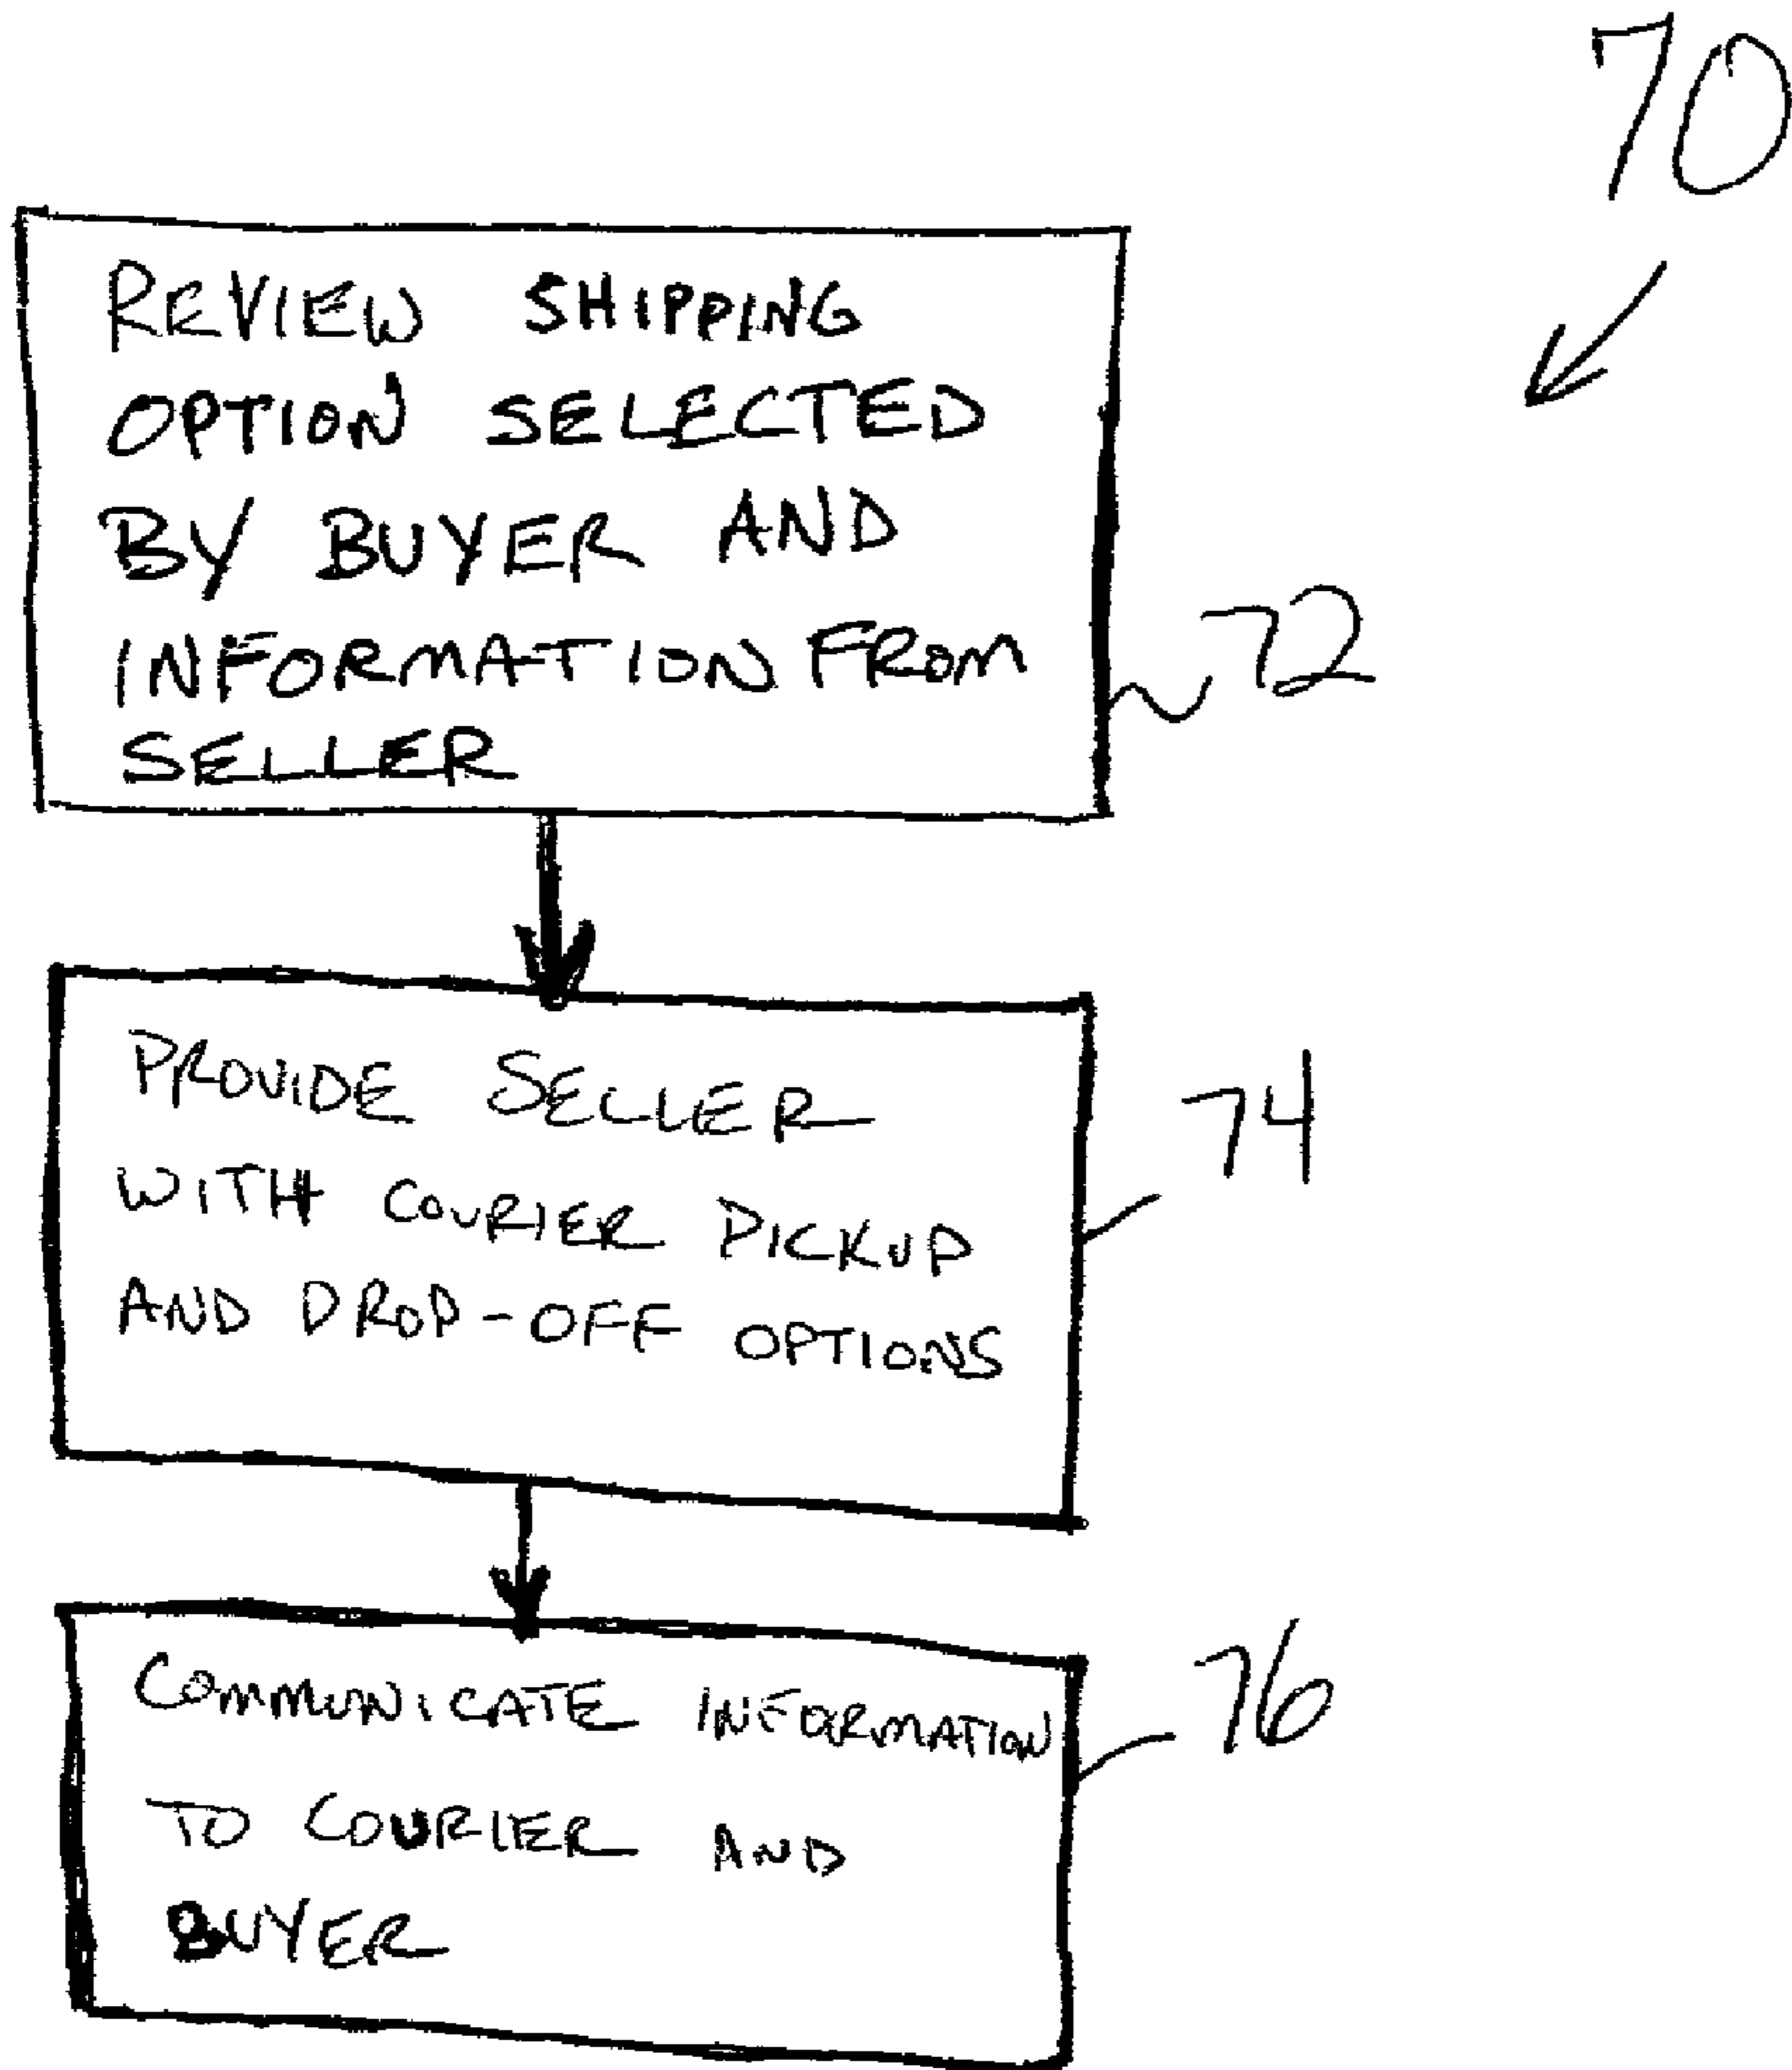 70
REVIEW SHIPPING
OPTION SELECTED
BY BUYER AND
INFORMATION FROM
SELLER
72
PROVIDE SELLER
WITH COURIER PICKUP
AND DROP-OFF OPTIONS
74
COMMUNICATE INFORMATION
TO COURIER AND
BUYER
76